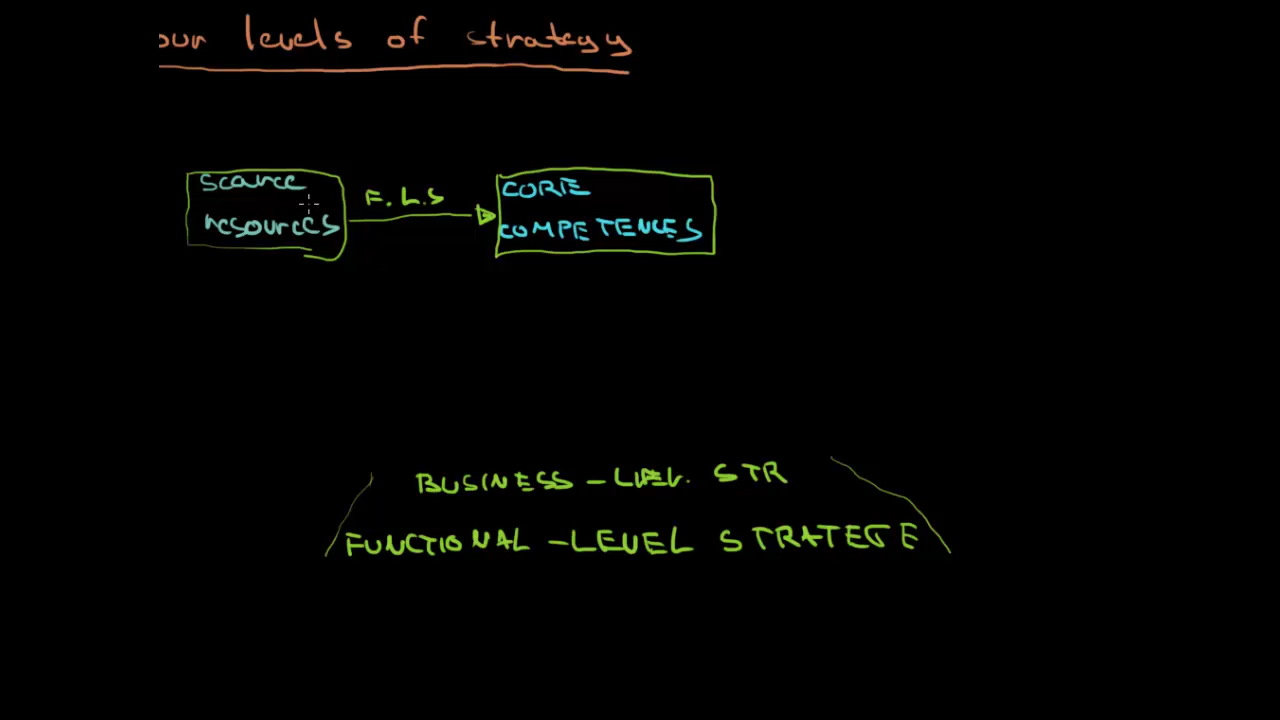 our levels of strategy
scarce
resources
F.L.S
CORE
COMPETENCES
BUSINESS - LEVEL. STR
FUNCTIONAL - LEVEL STRATEGE